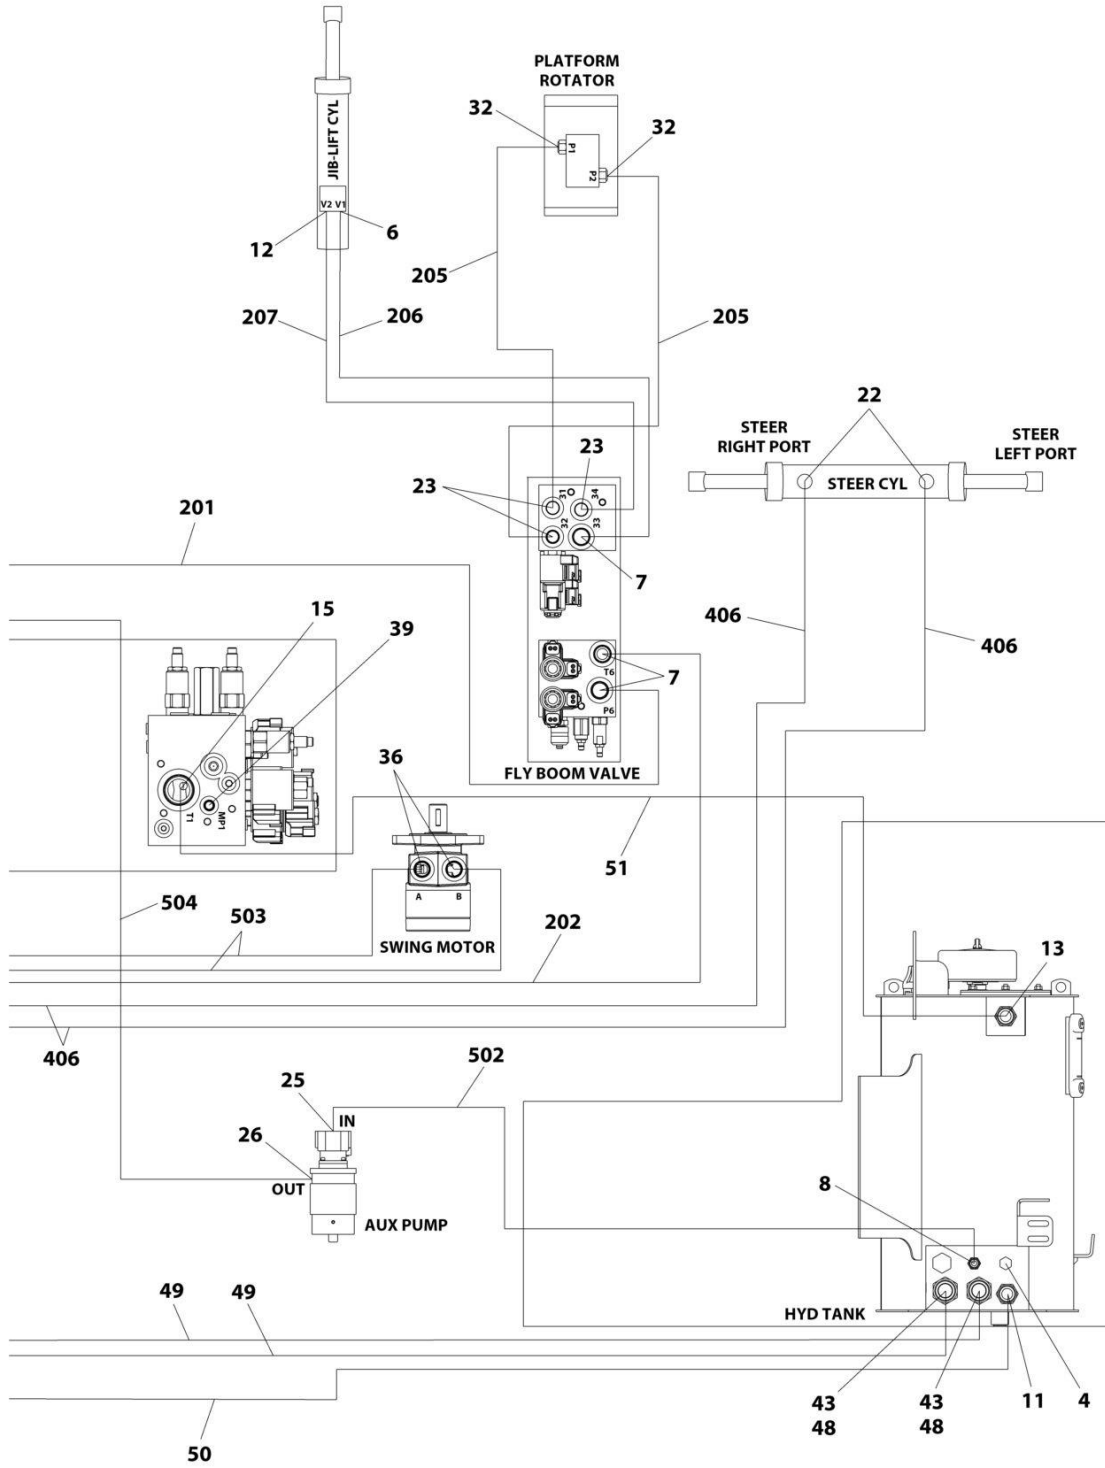 PLATFORM
ROTATOR
32
32
P1
P2
JIB-LIFT CYL
V2 V1
12
6
205
207
206
205
22
STEER
RIGHT PORT
STEER
LEFT PORT
STEER CYL
23
23
31
34
32
33
201
7
15
39
406
406
T6
7
P6
FLY BOOM VALVE
T1
MP1
36
51
A
B
SWING MOTOR
504
503
202
13
406
502
25
IN
26
OUT
AUX PUMP
8
49
49
HYD TANK
43
48
43
48
11
4
50